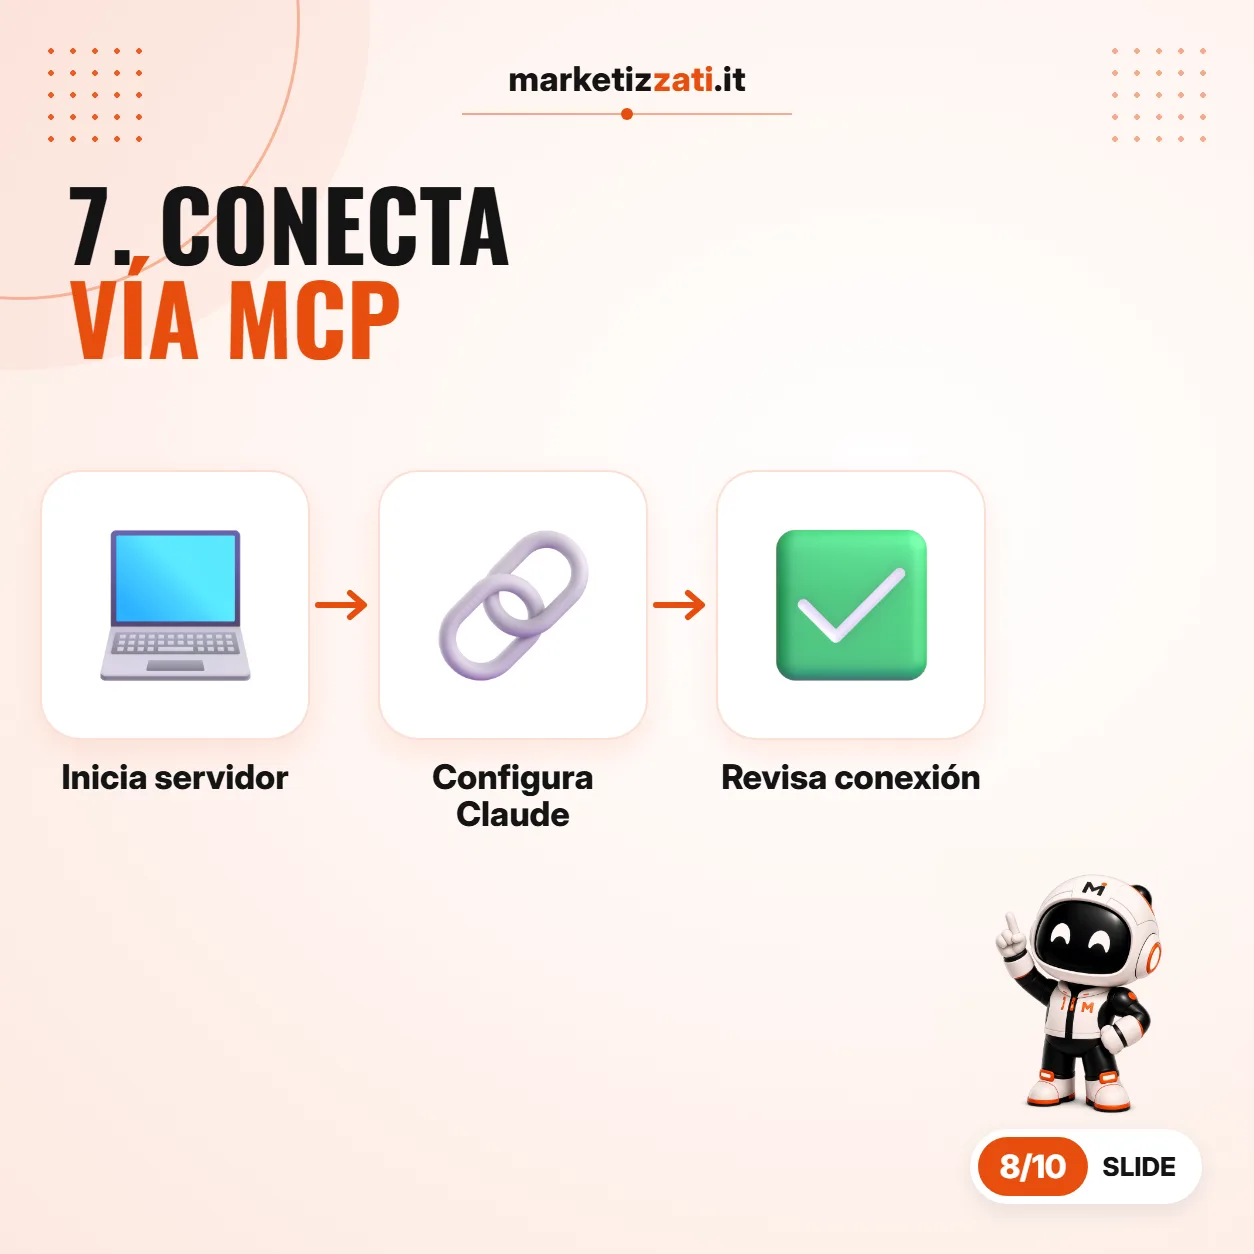 marketizzati.it
7. CONECTA
VÍA MCP
Inicia servidor
Configura
Claude
Revisa conexión
M
M
8/10 SLIDE